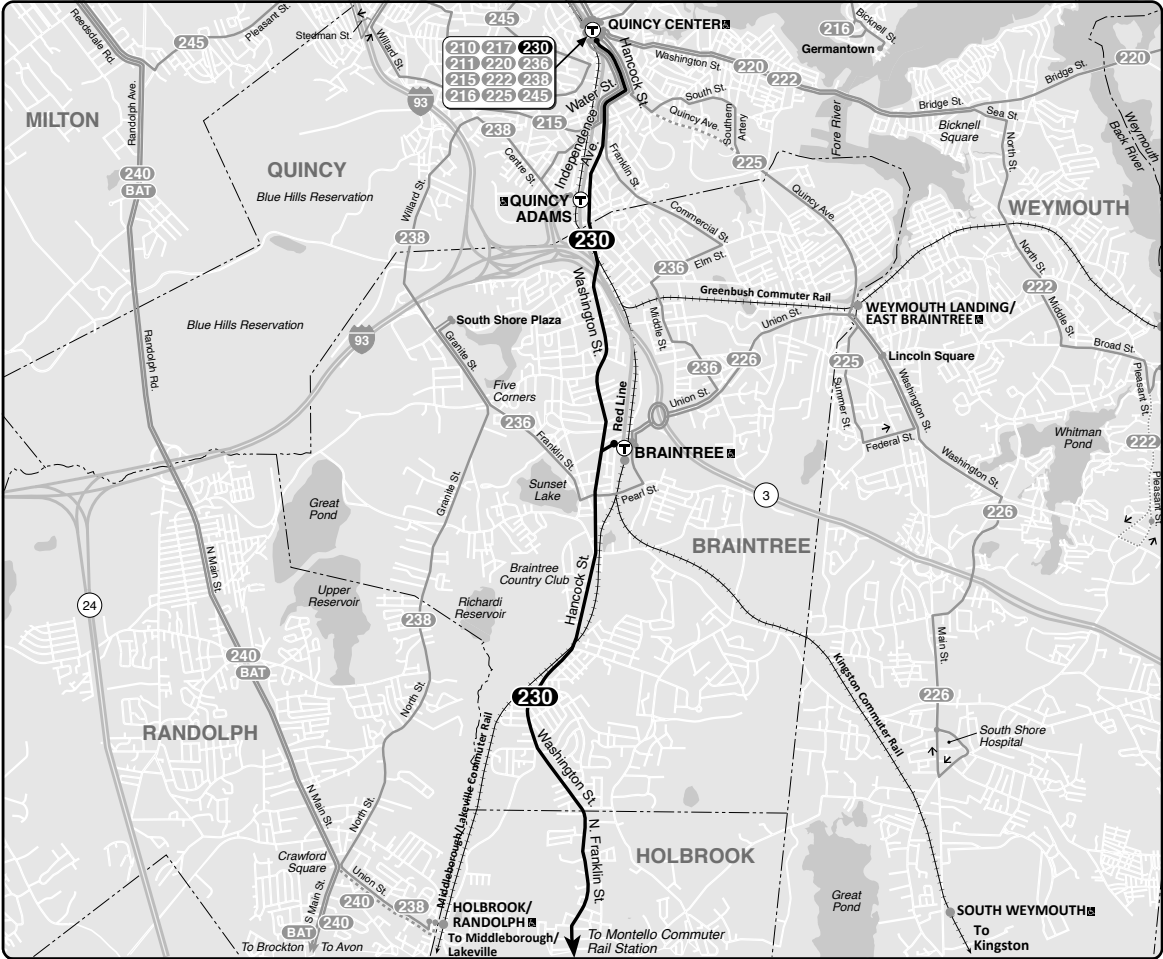 245
QUINCY CENTER
216
Bicknell St.
Germantown
Reedsdale Rd.
245
Pleasant St.
Stedman St.
Willard St.
210 217 230
211 220 236
215 222 238
216 225 245
Hancock St.
Washington St.
220
222
Bridge St.
220
93
Water St.
South St.
Quincy Ave.
Southern
Artery
Fore River
Bridge St.
Sea St.
Bicknell
Square
North St.
Weymouth
Back River
MILTON
Randolph Ave.
238
215
Centre St.
Independence
Ave.
Franklin St.
225
QUINCY
Blue Hills Reservation
240
BAT
Willard St.
QUINCY
ADAMS
Quincy Ave.
WEYMOUTH
Commercial St.
238
230
Elm St.
236
North St.
222
Washington St.
Greenbush Commuter Rail
WEYMOUTH LANDING/
EAST BRAINTREE
Middle St.
Blue Hills Reservation
South Shore Plaza
Middle St.
Union St.
93
Granite St.
Randolph Rd.
226
236
225
Lincoln Square
Broad St.
Pleasant St.
Five
Corners
Red Line
Union St.
Summer St.
Washington St.
236
Franklin St.
BRAINTREE
Federal St.
Whitman
Pond
222
Washington St.
Granite St.
Sunset
Lake
Pearl St.
3
226
Pleasant St.
Great
Pond
N Main St.
BRAINTREE
Braintree
Country Club
Hancock St.
24
Upper
Reservoir
Richardi
Reservoir
238
Main St.
240
BAT
Kingston Commuter Rail
230
226
North St.
RANDOLPH
South Shore
Hospital
Washington St.
Middleborough/Lakeville Commuter Rail
N Main St.
North St.
N. Franklin St.
HOLBROOK
Crawford
Square
Union St.
Great
Pond
S Main St.
240
238
HOLBROOK/
RANDOLPH
SOUTH WEYMOUTH
BAT
240
To Brockton
To Avon
To Middleborough/
Lakeville
To Montello Commuter
Rail Station
To
Kingston